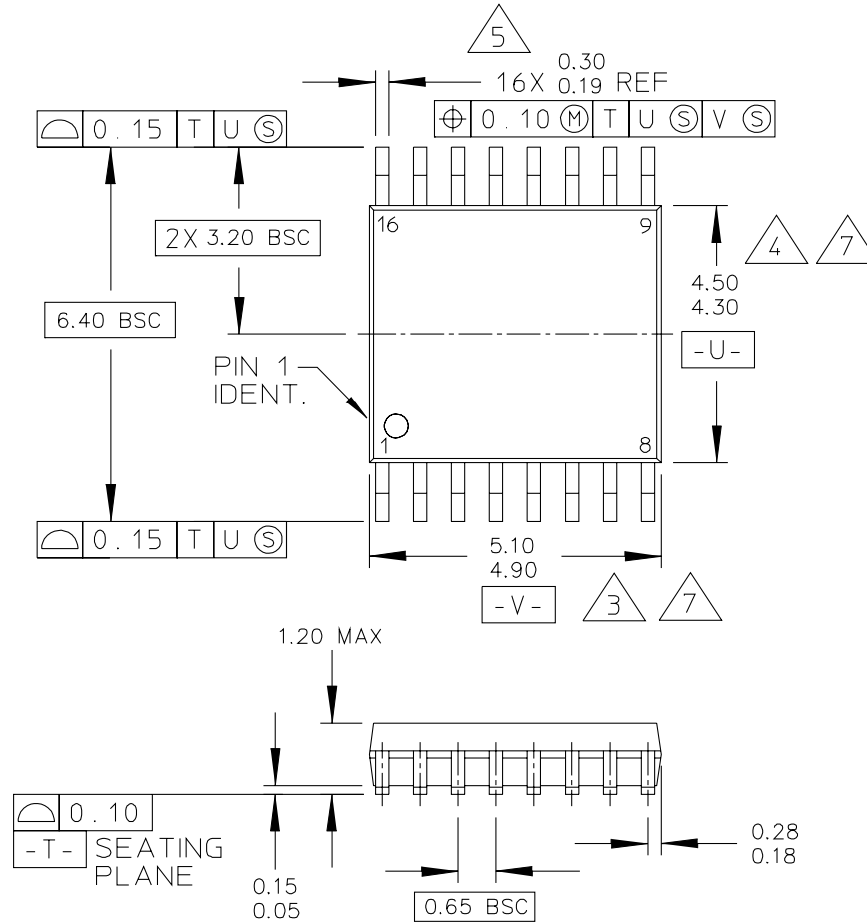 5
16X 0.30 0.19 REF
⌖ 0.10 Ⓜ T U Ⓢ V Ⓢ
⌓ 0.15 T U Ⓢ
2X 3.20 BSC
6.40 BSC
16
9
4
7
4.50
4.30
-U-
PIN 1
IDENT.
1
8
⌓ 0.15 T U Ⓢ
5.10
4.90
-V-
3
7
1.20 MAX
⌓ 0.10
-T- SEATING
PLANE
0.15
0.05
0.65 BSC
0.28
0.18